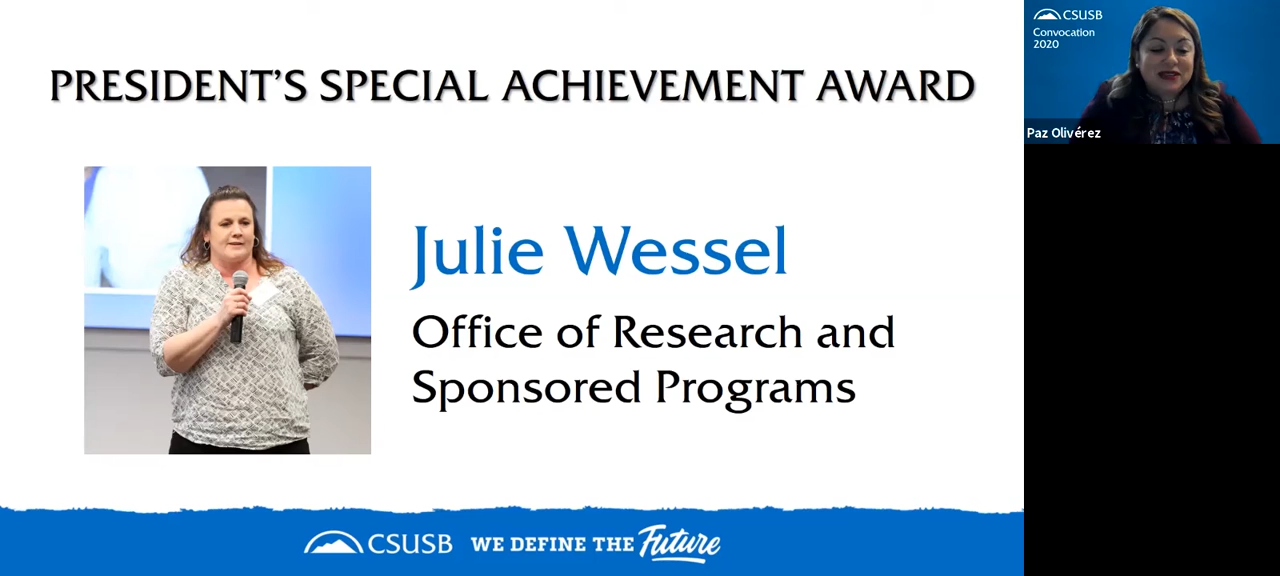 PRESIDENT'S SPECIAL ACHIEVEMENT AWARD
Julie Wessel
Office of Research and
Sponsored Programs
CSUSB WE DEFINE THE Future
CSUSB
Convocation
2020
Paz Olivérez